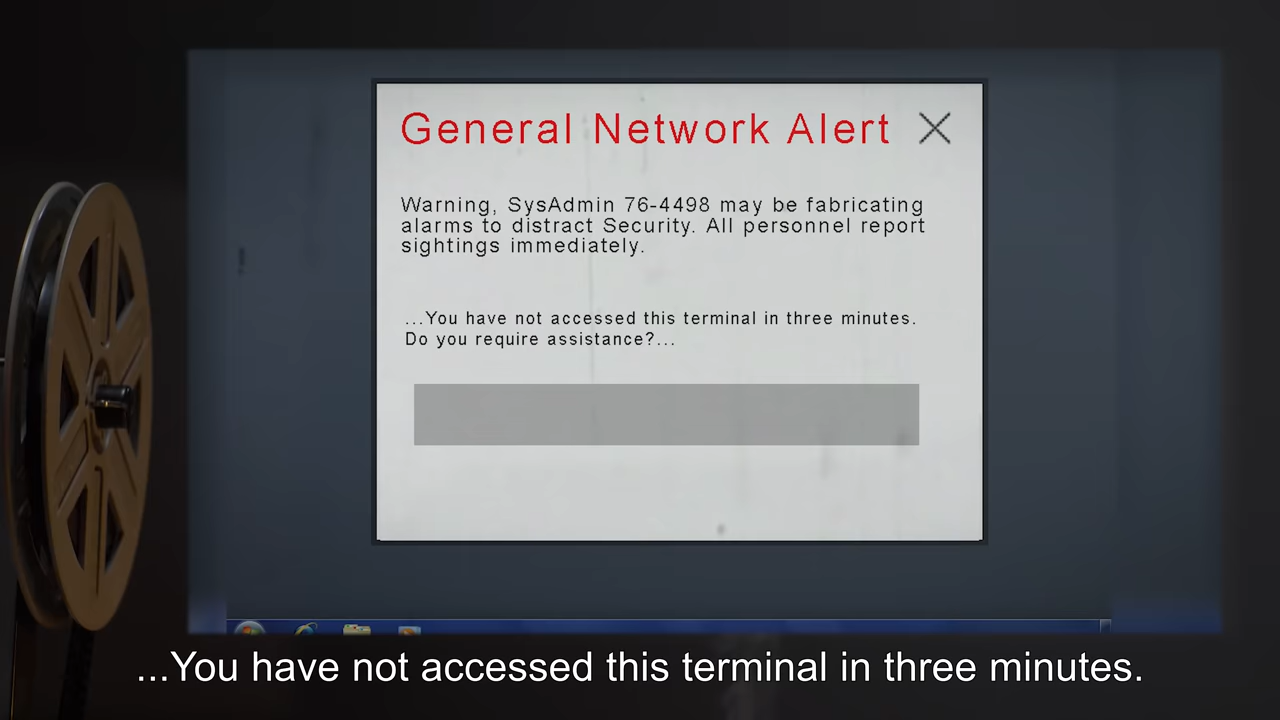 General Network Alert
Warning, SysAdmin 76-4498 may be fabricating
alarms to distract Security. All personnel report
sightings immediately.
...You have not accessed this terminal in three minutes.
Do you require assistance?...
...You have not accessed this terminal in three minutes.